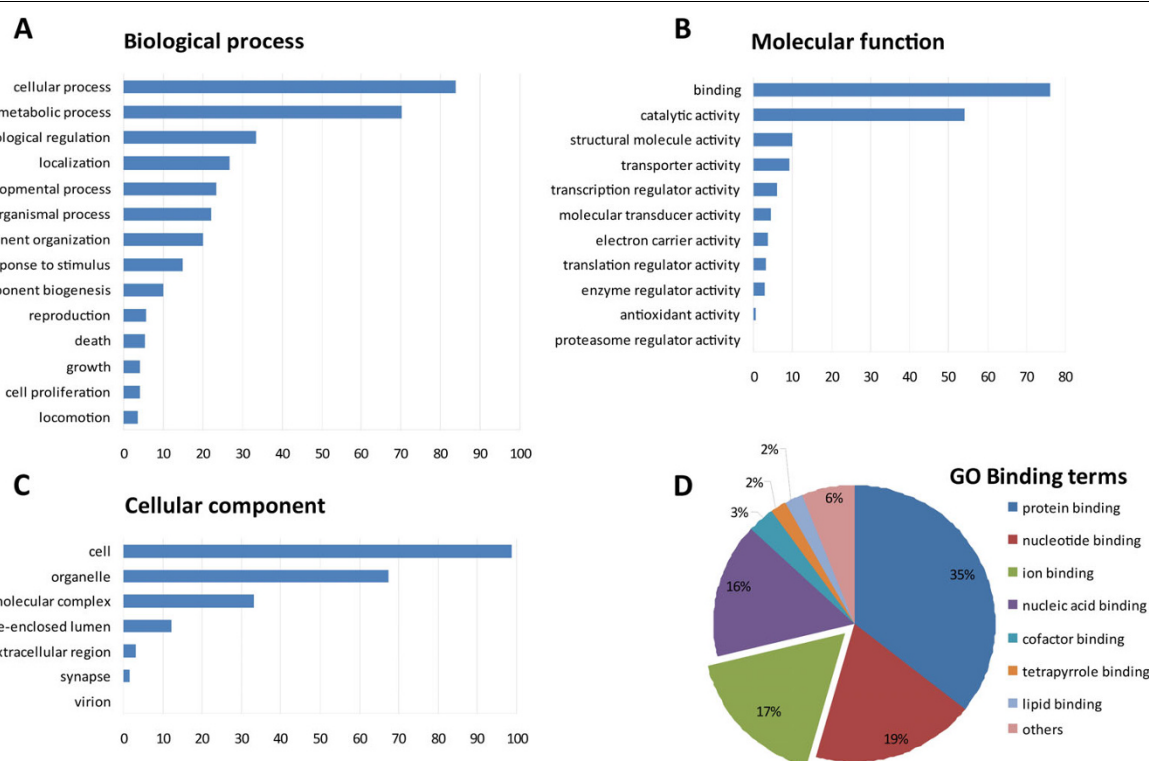 A
Biological process
cellular process
metabolic process
ological regulation
localization
opmental process
rganismal process
nent organization
ponse to stimulus
ponent biogenesis
reproduction
death
growth
cell proliferation
locomotion
0 10 20 30 40 50 60 70 80 90 100
B
Molecular function
binding
catalytic activity
structural molecule activity
transporter activity
transcription regulator activity
molecular transducer activity
electron carrier activity
translation regulator activity
enzyme regulator activity
antioxidant activity
proteasome regulator activity
0 10 20 30 40 50 60 70 80
C
Cellular component
cell
organelle
nolecular complex
e-enclosed lumen
xtracellular region
synapse
virion
0 10 20 30 40 50 60 70 80 90 100
D
GO Binding terms
2%
2%
3%
6%
16%
35%
17%
19%
protein binding
nucleotide binding
ion binding
nucleic acid binding
cofactor binding
tetrapyrrole binding
lipid binding
others